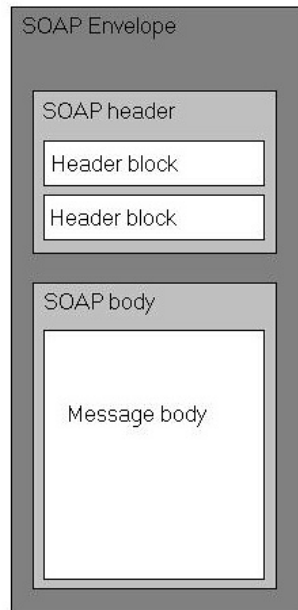 SOAP Envelope
SOAP header
Header block
Header block
SOAP body
Message body